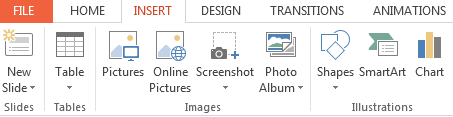 FILE HOME INSERT DESIGN TRANSITIONS ANIMATIONS
New Slide Table Pictures Online Pictures Screenshot Photo Album Shapes SmartArt Chart
Slides Tables Images Illustrations